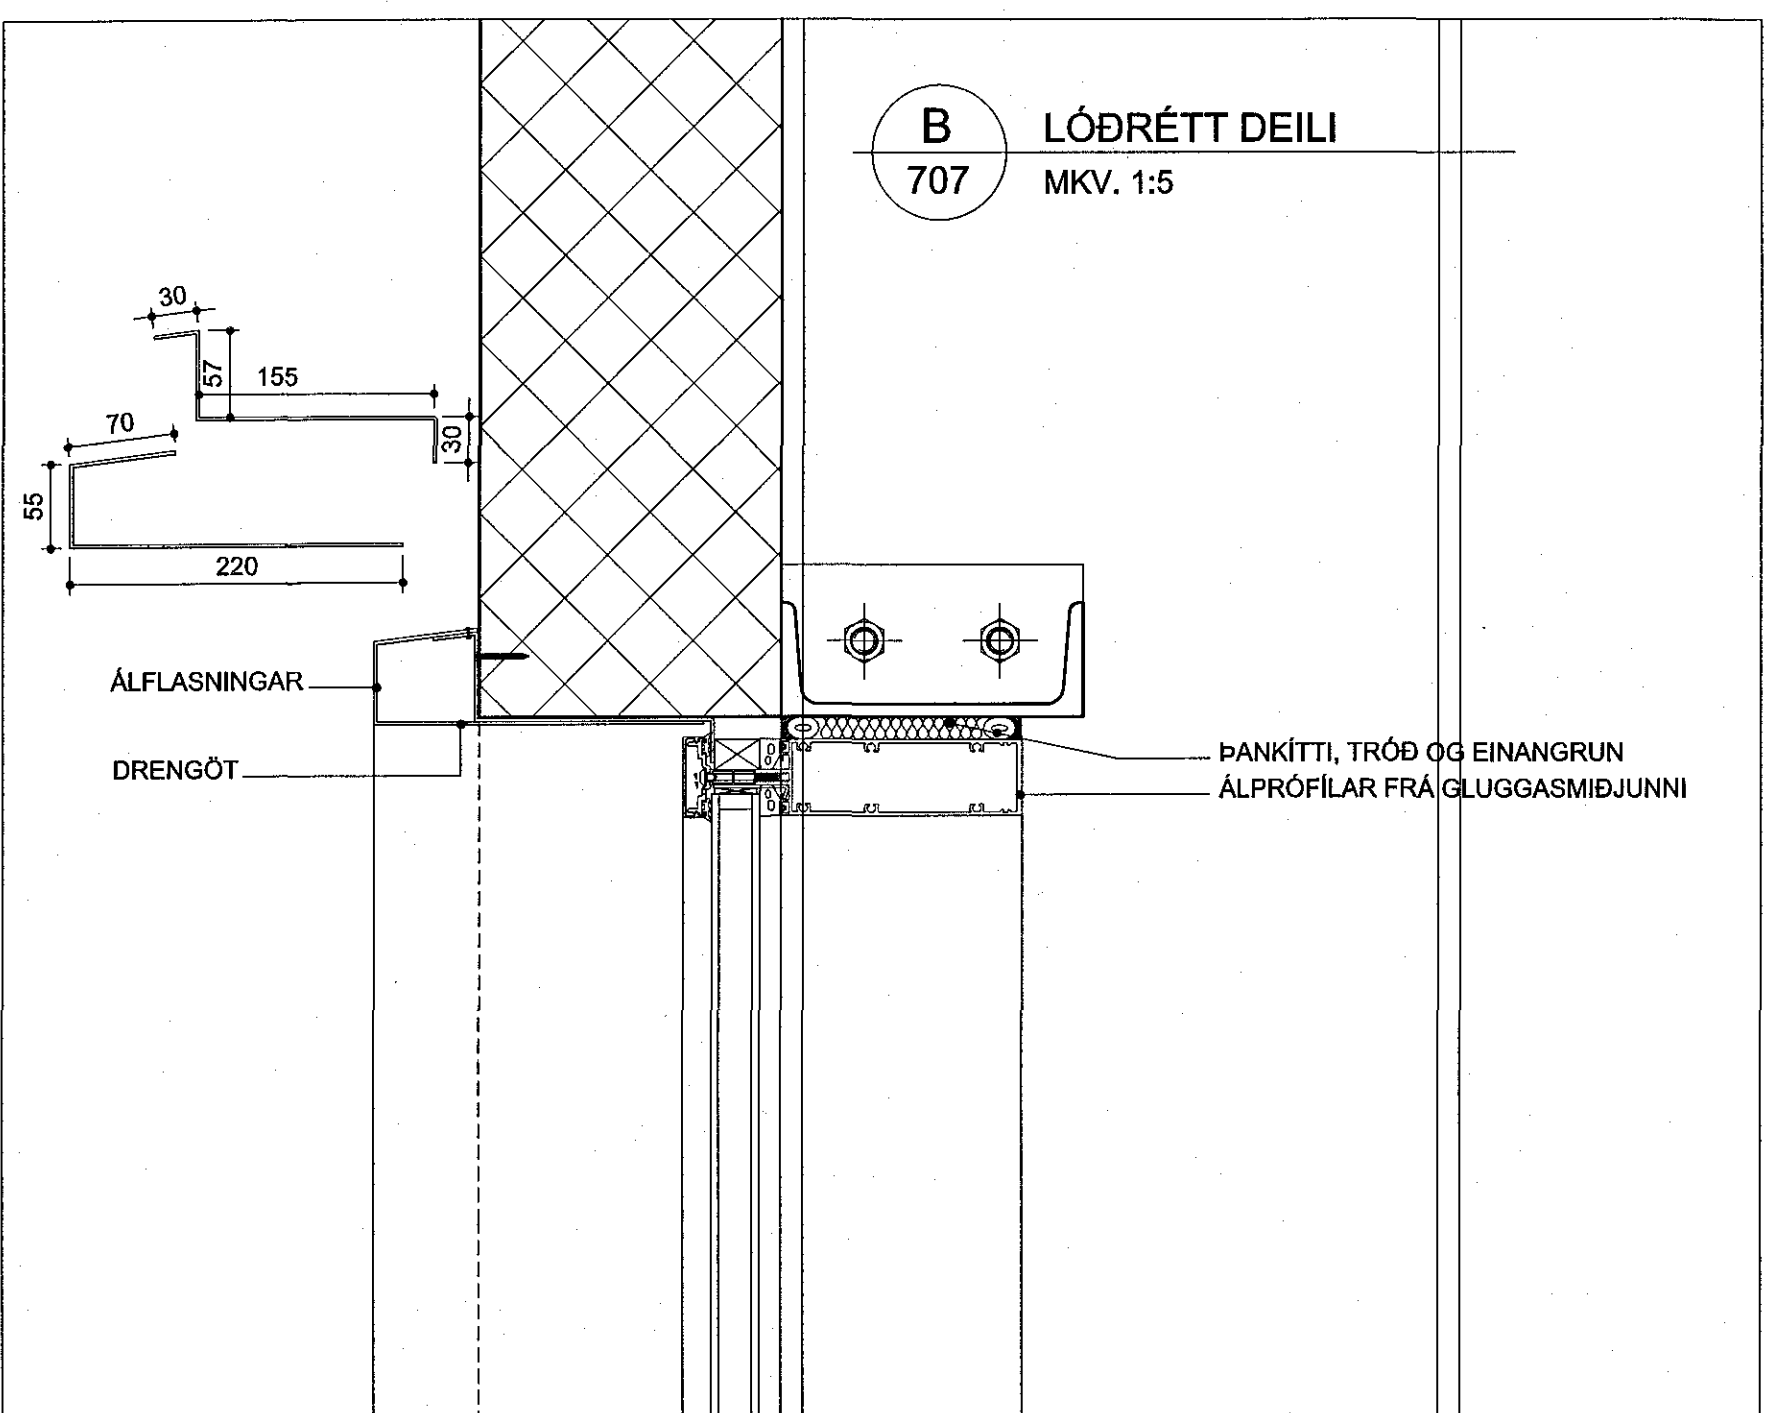 B
707
LÓÐRÉTT DEILI
MKV. 1:5
30
57
155
30
70
55
220
ÁLFLASNINGAR
DRENGÖT
ÞANKÍTTI, TRÓÐ OG EINANGRUN
ÁLPRÓFÍLAR FRÁ GLUGGASMIÐJUNNI